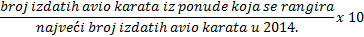 broj izdatih avio karata iz ponude koja se rangira
najveći broj izdatih avio karata u 2014.
x 10